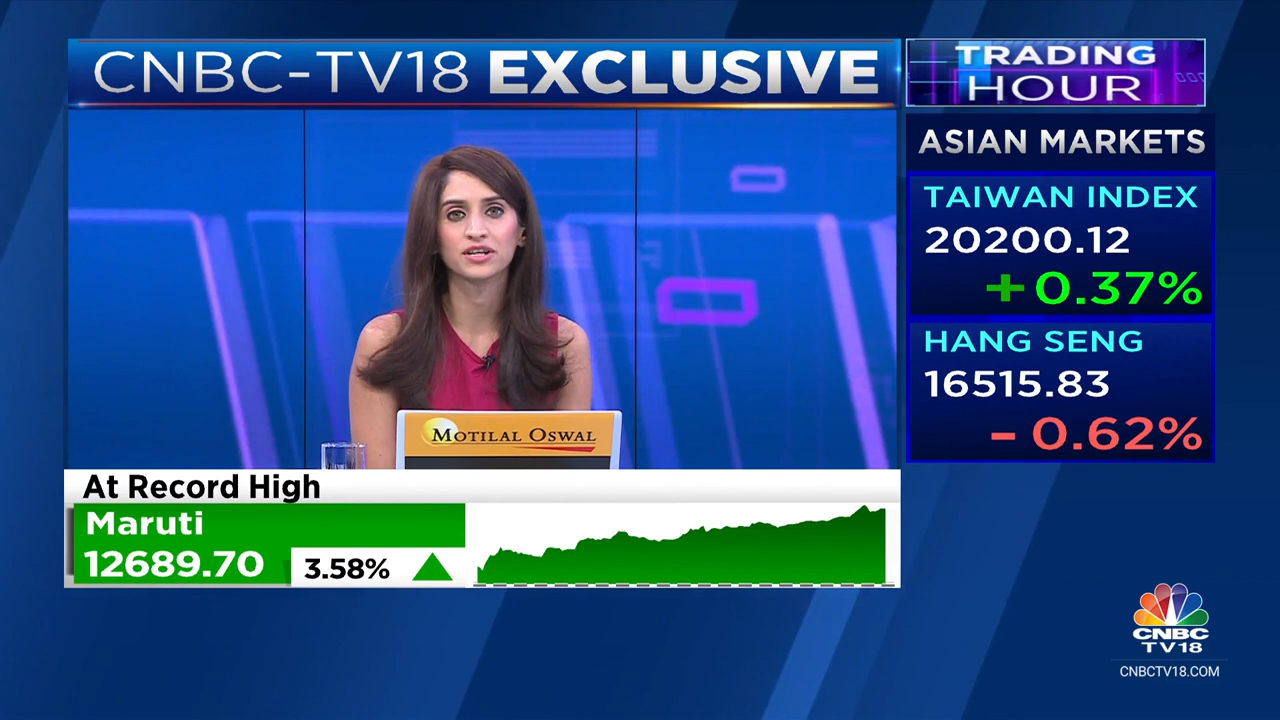 CNBC-TV18 EXCLUSIVE
TRADING
HOUR
ASIAN MARKETS
TAIWAN INDEX
20200.12
+0.37%
HANG SENG
16515.83
- 0.62%
MOTILAL OSWAL
At Record High
Maruti
12689.70
3.58%
CNBC
TV18
CNBCTV18.COM